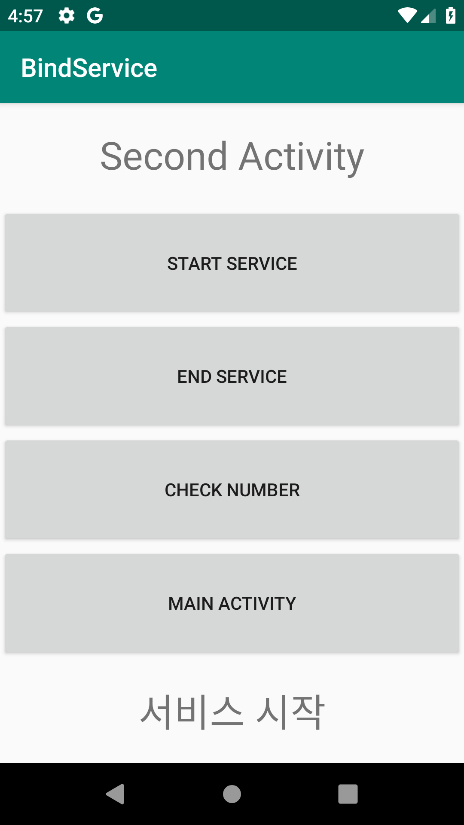 4:57
BindService
Second Activity
START SERVICE
END SERVICE
CHECK NUMBER
MAIN ACTIVITY
서비스 시작